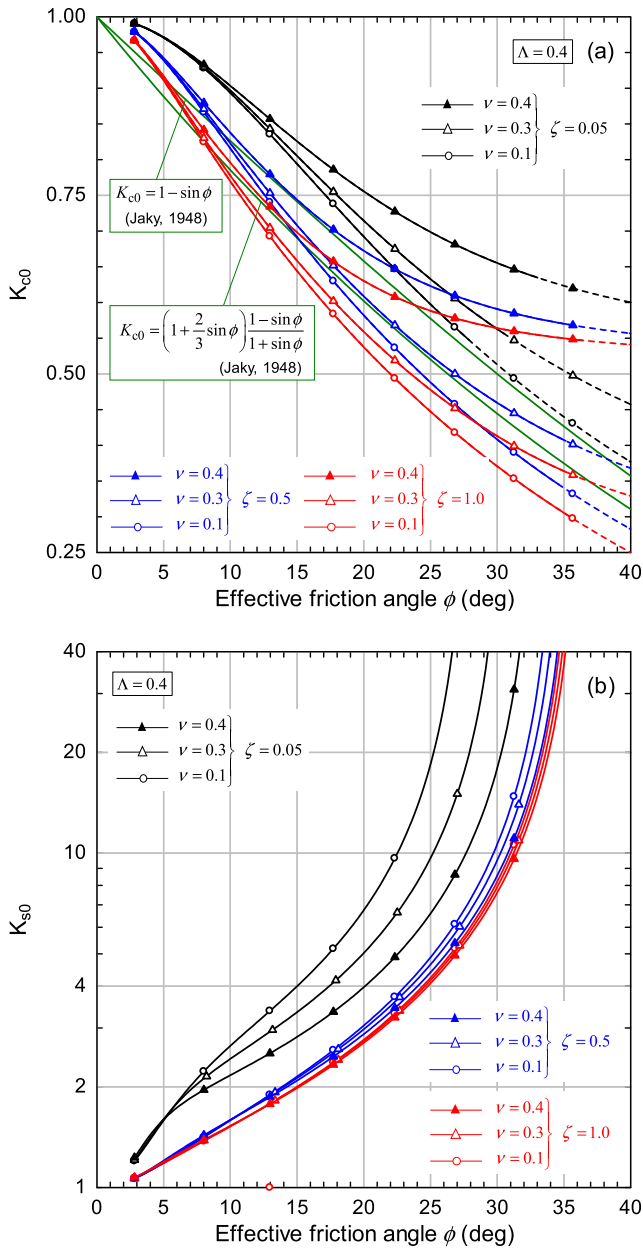 1.00
Λ = 0.4
(a)
ν = 0.4
ν = 0.3 ζ = 0.05
ν = 0.1
0.75
K_c0 = 1 − sin ϕ
(Jaky, 1948)
K_c0
K_c0 = (1 + 2/3 sin ϕ) (1 − sin ϕ)/(1 + sin ϕ)
(Jaky, 1948)
0.50
ν = 0.4 ν = 0.4
ν = 0.3 ζ = 0.5 ν = 0.3 ζ = 1.0
ν = 0.1 ν = 0.1
0.25
0 5 10 15 20 25 30 35 40
Effective friction angle ϕ (deg)
40
Λ = 0.4
(b)
ν = 0.4
ν = 0.3 ζ = 0.05
ν = 0.1
20
10
K_s0
4
ν = 0.4
ν = 0.3 ζ = 0.5
ν = 0.1
2
ν = 0.4
ν = 0.3 ζ = 1.0
ν = 0.1
1
0 5 10 15 20 25 30 35 40
Effective friction angle ϕ (deg)